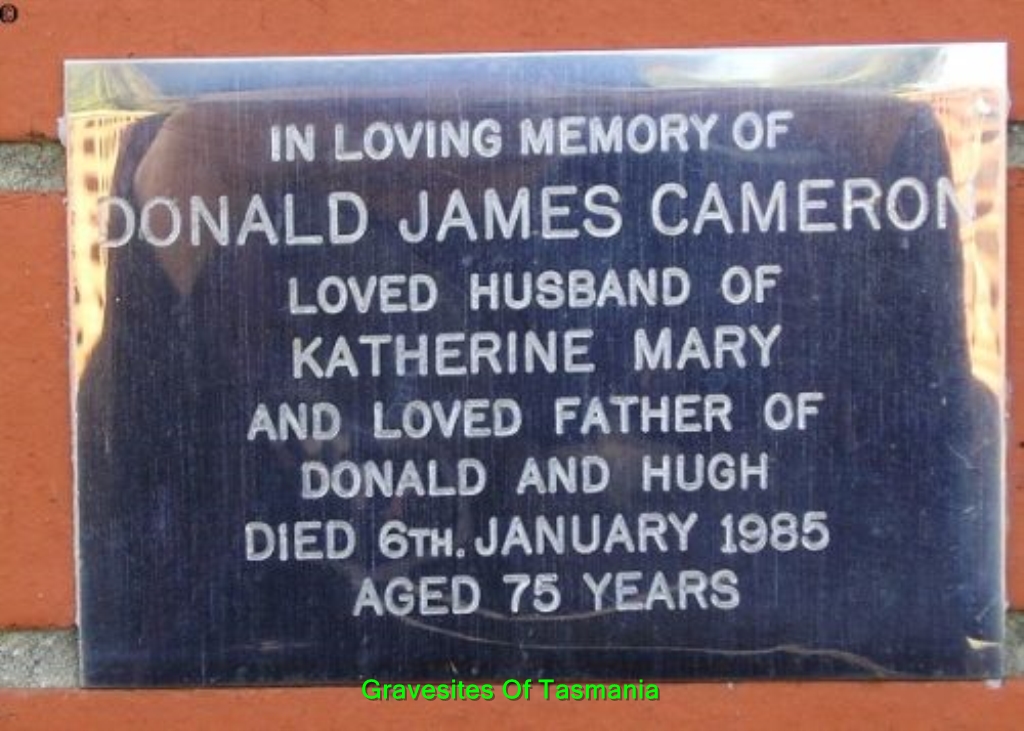 IN LOVING MEMORY OF
DONALD JAMES CAMERON
LOVED HUSBAND OF
KATHERINE MARY
AND LOVED FATHER OF
DONALD AND HUGH
DIED 6TH. JANUARY 1985
AGED 75 YEARS
Gravesites Of Tasmania